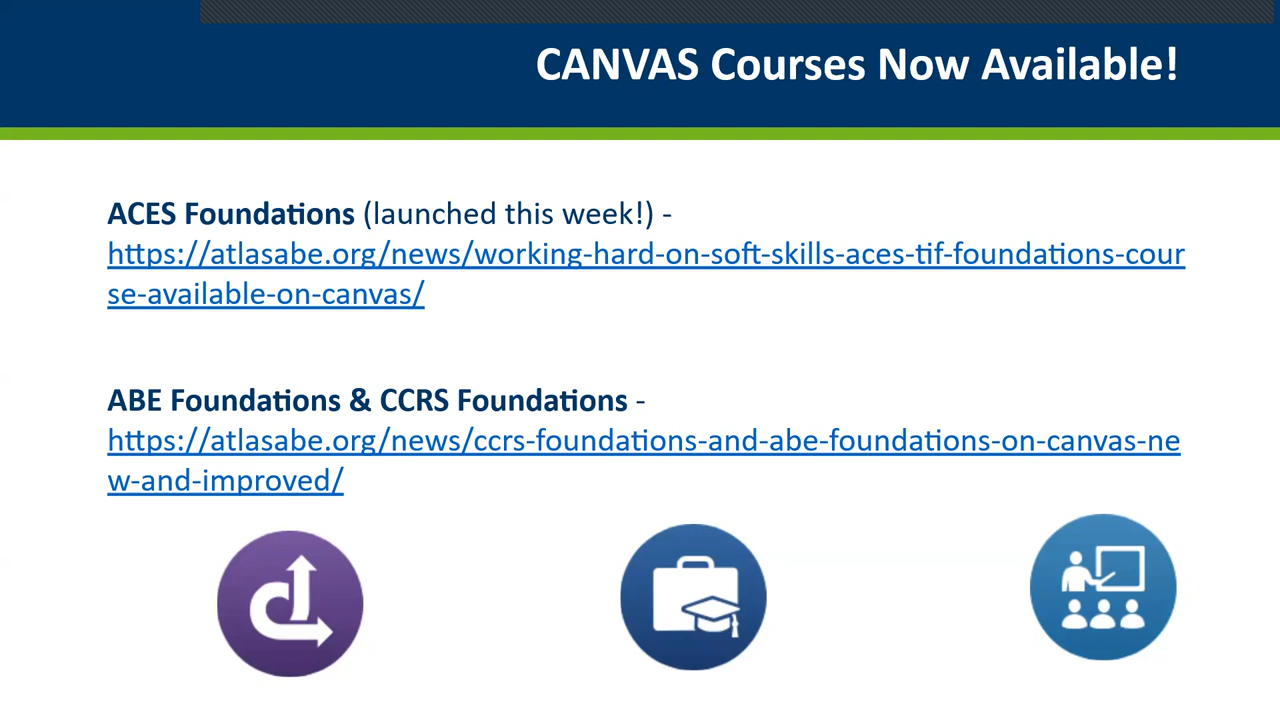 CANVAS Courses Now Available!
ACES Foundations (launched this week!) -
https://atlasabe.org/news/working-hard-on-soft-skills-aces-tif-foundations-cour
se-available-on-canvas/
ABE Foundations & CCRS Foundations -
https://atlasabe.org/news/ccrs-foundations-and-abe-foundations-on-canvas-ne
w-and-improved/